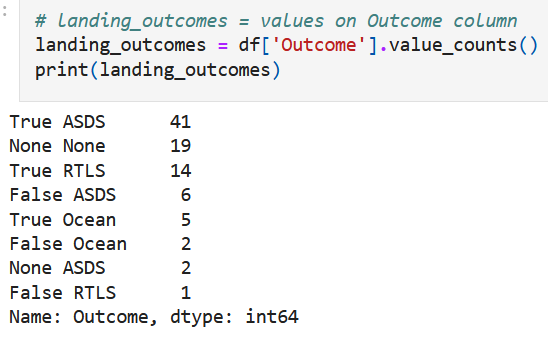 :
# landing_outcomes = values on Outcome column
landing_outcomes = df['Outcome'].value_counts()
print(landing_outcomes)
True ASDS 41
None None 19
True RTLS 14
False ASDS 6
True Ocean 5
False Ocean 2
None ASDS 2
False RTLS 1
Name: Outcome, dtype: int64